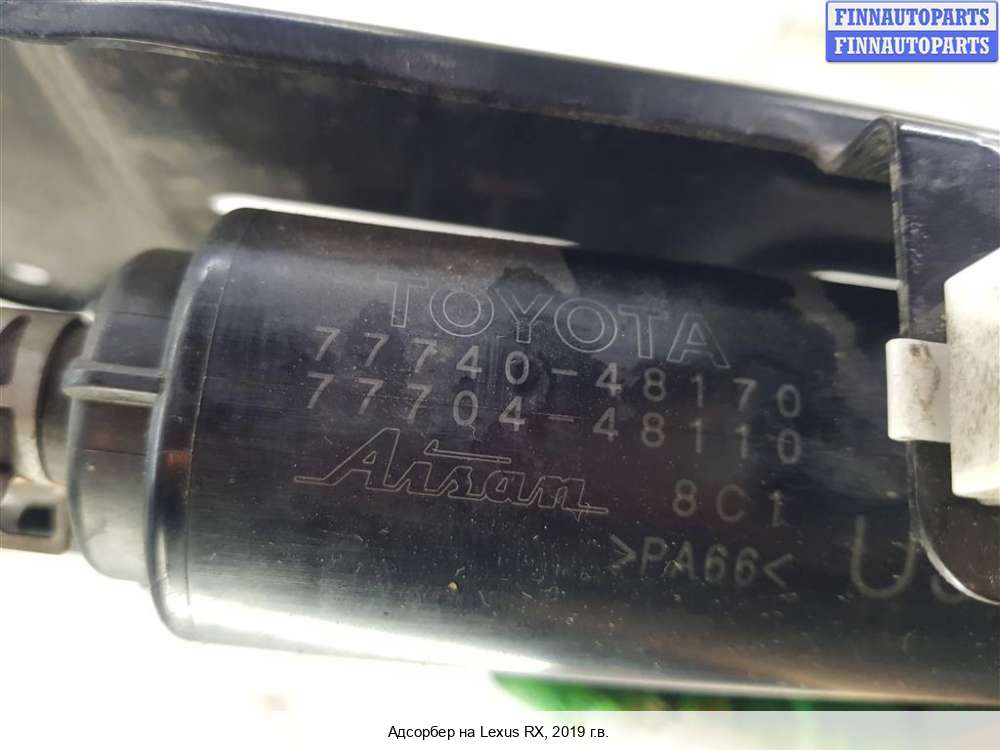 FINNAUTOPARTS
FINNAUTOPARTS
TOYOTA
77740-48170
77704-48110
Aisan
8C1
>PA66<
Адсорбер на Lexus RX, 2019 г.в.